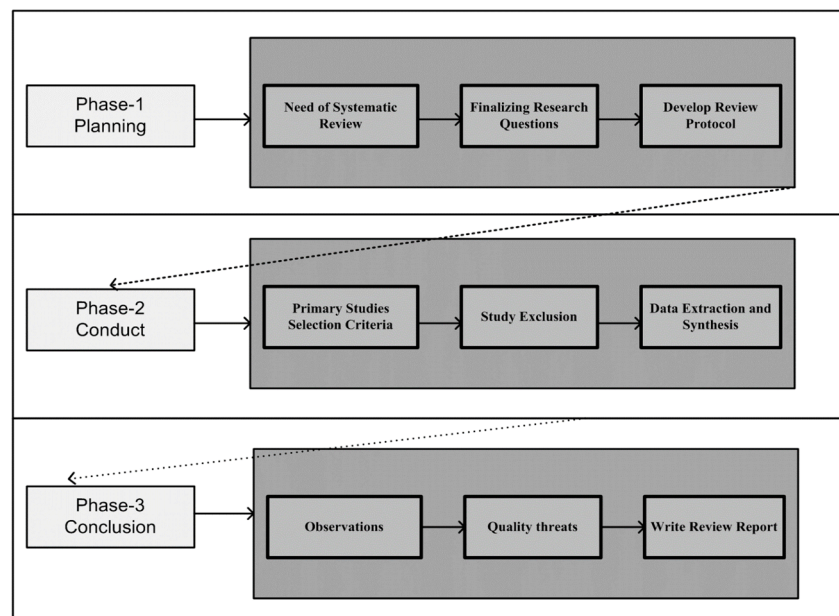 Phase-1
Planning
Need of Systematic
Review
Finalizing Research
Questions
Develop Review
Protocol
Phase-2
Conduct
Primary Studies
Selection Criteria
Study Exclusion
Data Extraction and
Synthesis
Phase-3
Conclusion
Observations
Quality threats
Write Review Report